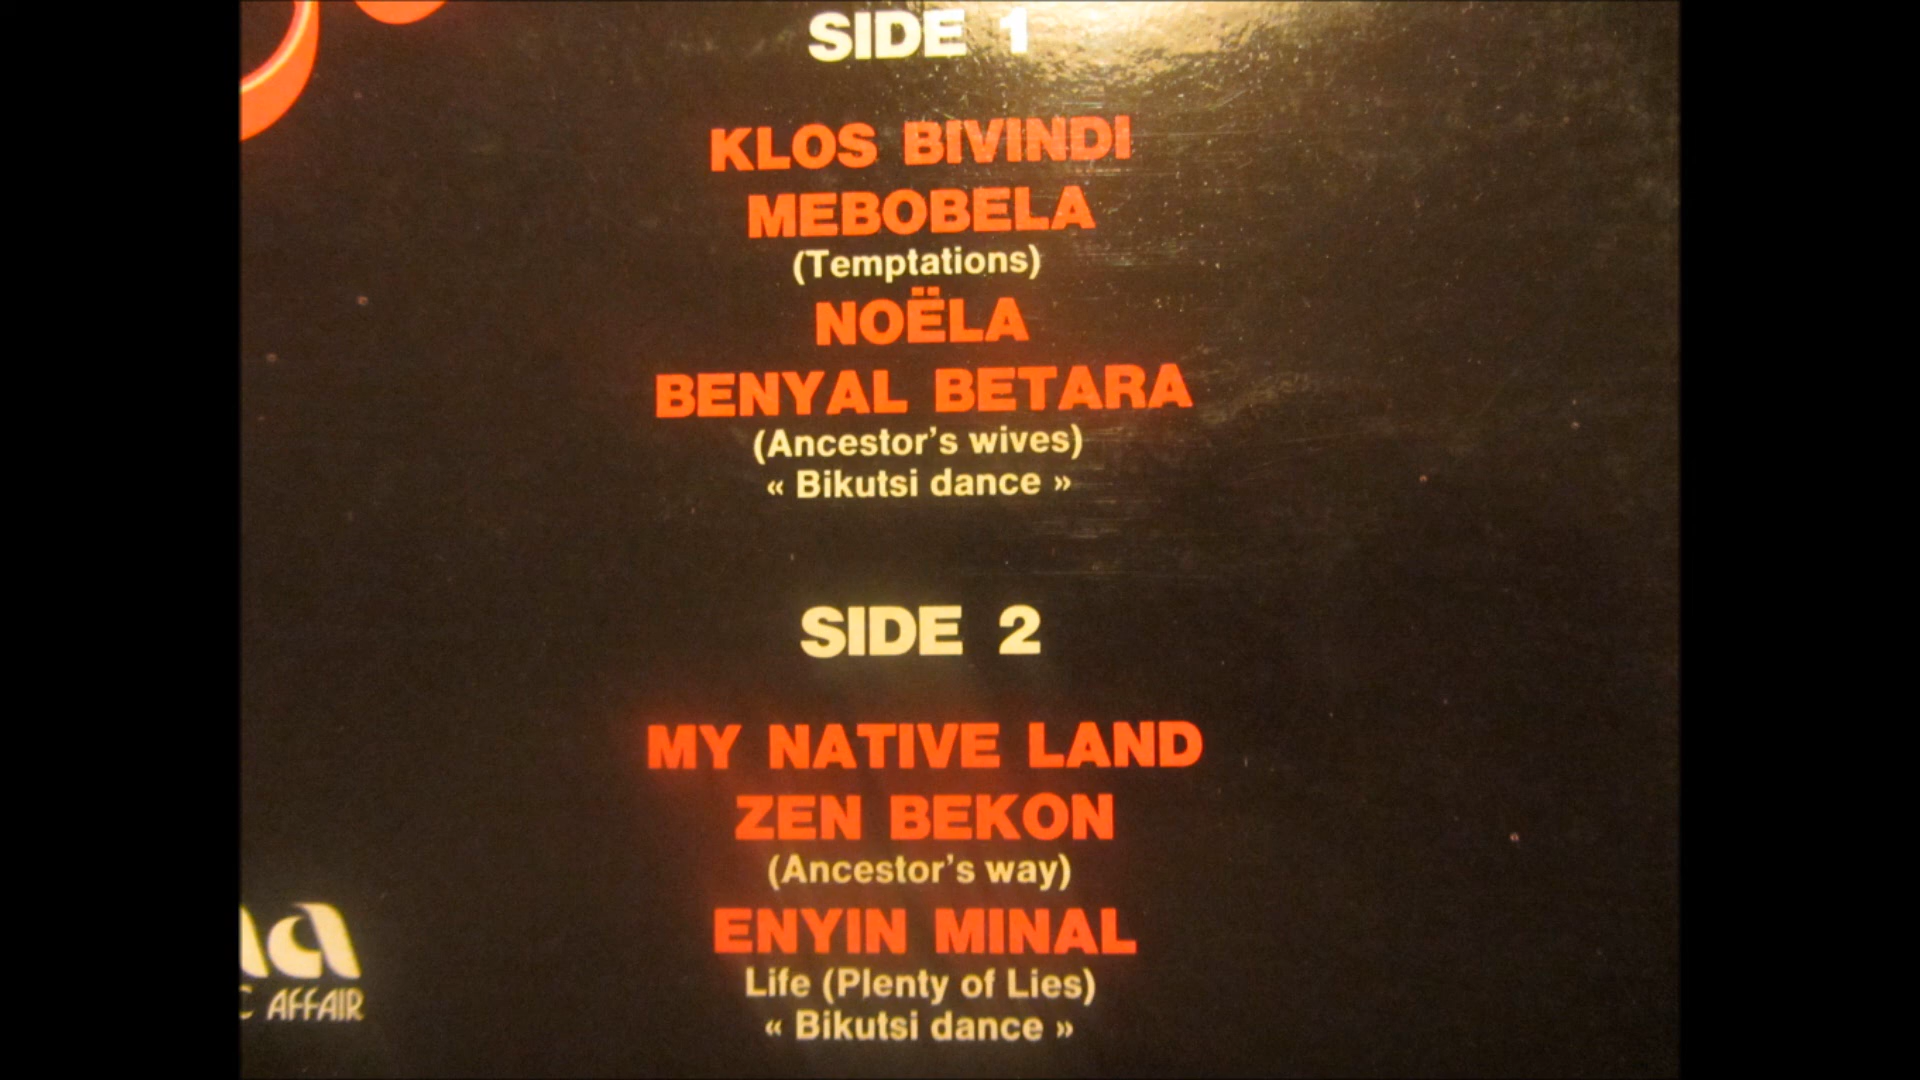 SIDE 1
KLOS BIVINDI
MEBOBELA
(Temptations)
NOËLA
BENYAL BETARA
(Ancestor's wives)
« Bikutsi dance »
SIDE 2
MY NATIVE LAND
ZEN BEKON
(Ancestor's way)
ENYIN MINAL
Life (Plenty of Lies)
« Bikutsi dance »
AFFAIR